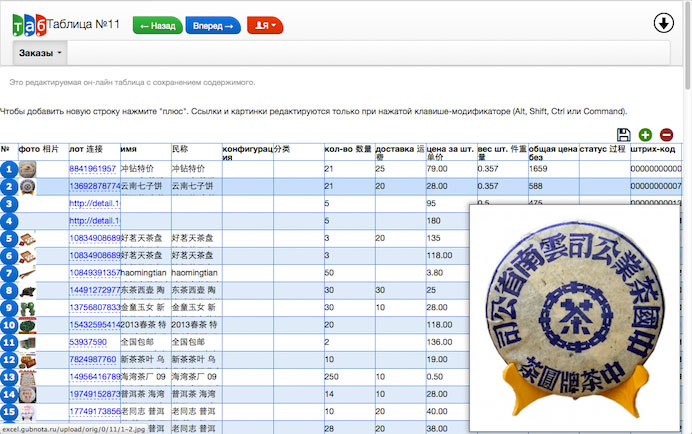 таб Таблица №11 ← Назад Вперед → Я
Заказы
Это редактируемая он-лайн таблица с сохранением содержимого.
Чтобы добавить новую строку нажмите "плюс". Ссылки и картинки редактируются только при нажатой клавише-модификаторе (Alt, Shift, Ctrl или Command).
№ фото 相片 лот 连接 имя 民称 конфигурация 分类 кол-во 数量 доставка 运 цена за шт. 单价 вес шт. 件重量 общая цена без статус 过程 штрих-код
1 8841961957 冲钻特价 冲钻特价 21 25 79.00 0.357 1659 00000000000
2 13692878774 云南七子饼 云南七子饼 21 20 28.00 0.357 588 00000000007
3 http://detail.1 5 95 0.5 475
4 http://detail.1 5 180
5 10834908689 好茗天茶盘 好茗天茶盘 3 20 135
6 10834908689 好茗天茶盘 好茗天茶盘 3 118.00
7 10849391357 haomingtian haomingtian 50 3.80
8 14491272977 东茶西壶 陶 东茶西壶 陶 30 30 25
9 13756807833 金童玉女 新 金童玉女 新 30 10 28.00
10 15432595414 2013春茶 特 2013春茶 特 20 118.00
11 53937590 全国包邮 全国包邮 2 136.00
12 7824987760 新茶茶叶 乌 新茶茶叶 乌 10 19.00
13 14956416789 海湾茶厂 09 海湾茶厂 09 250 10 0.50
14 19749152873 普洱茶 海湾 普洱茶 海湾 14 10 28.00
15 17749173856 老同志 普洱 老同志 普洱 10 20 40.00
老同志 普洱 老同志 普洱 28 20 38.00
中國茶業公司雲南省公司
中茶牌圓茶
excel.gubnota.ru/upload/orig/0/11/1-2.jpg